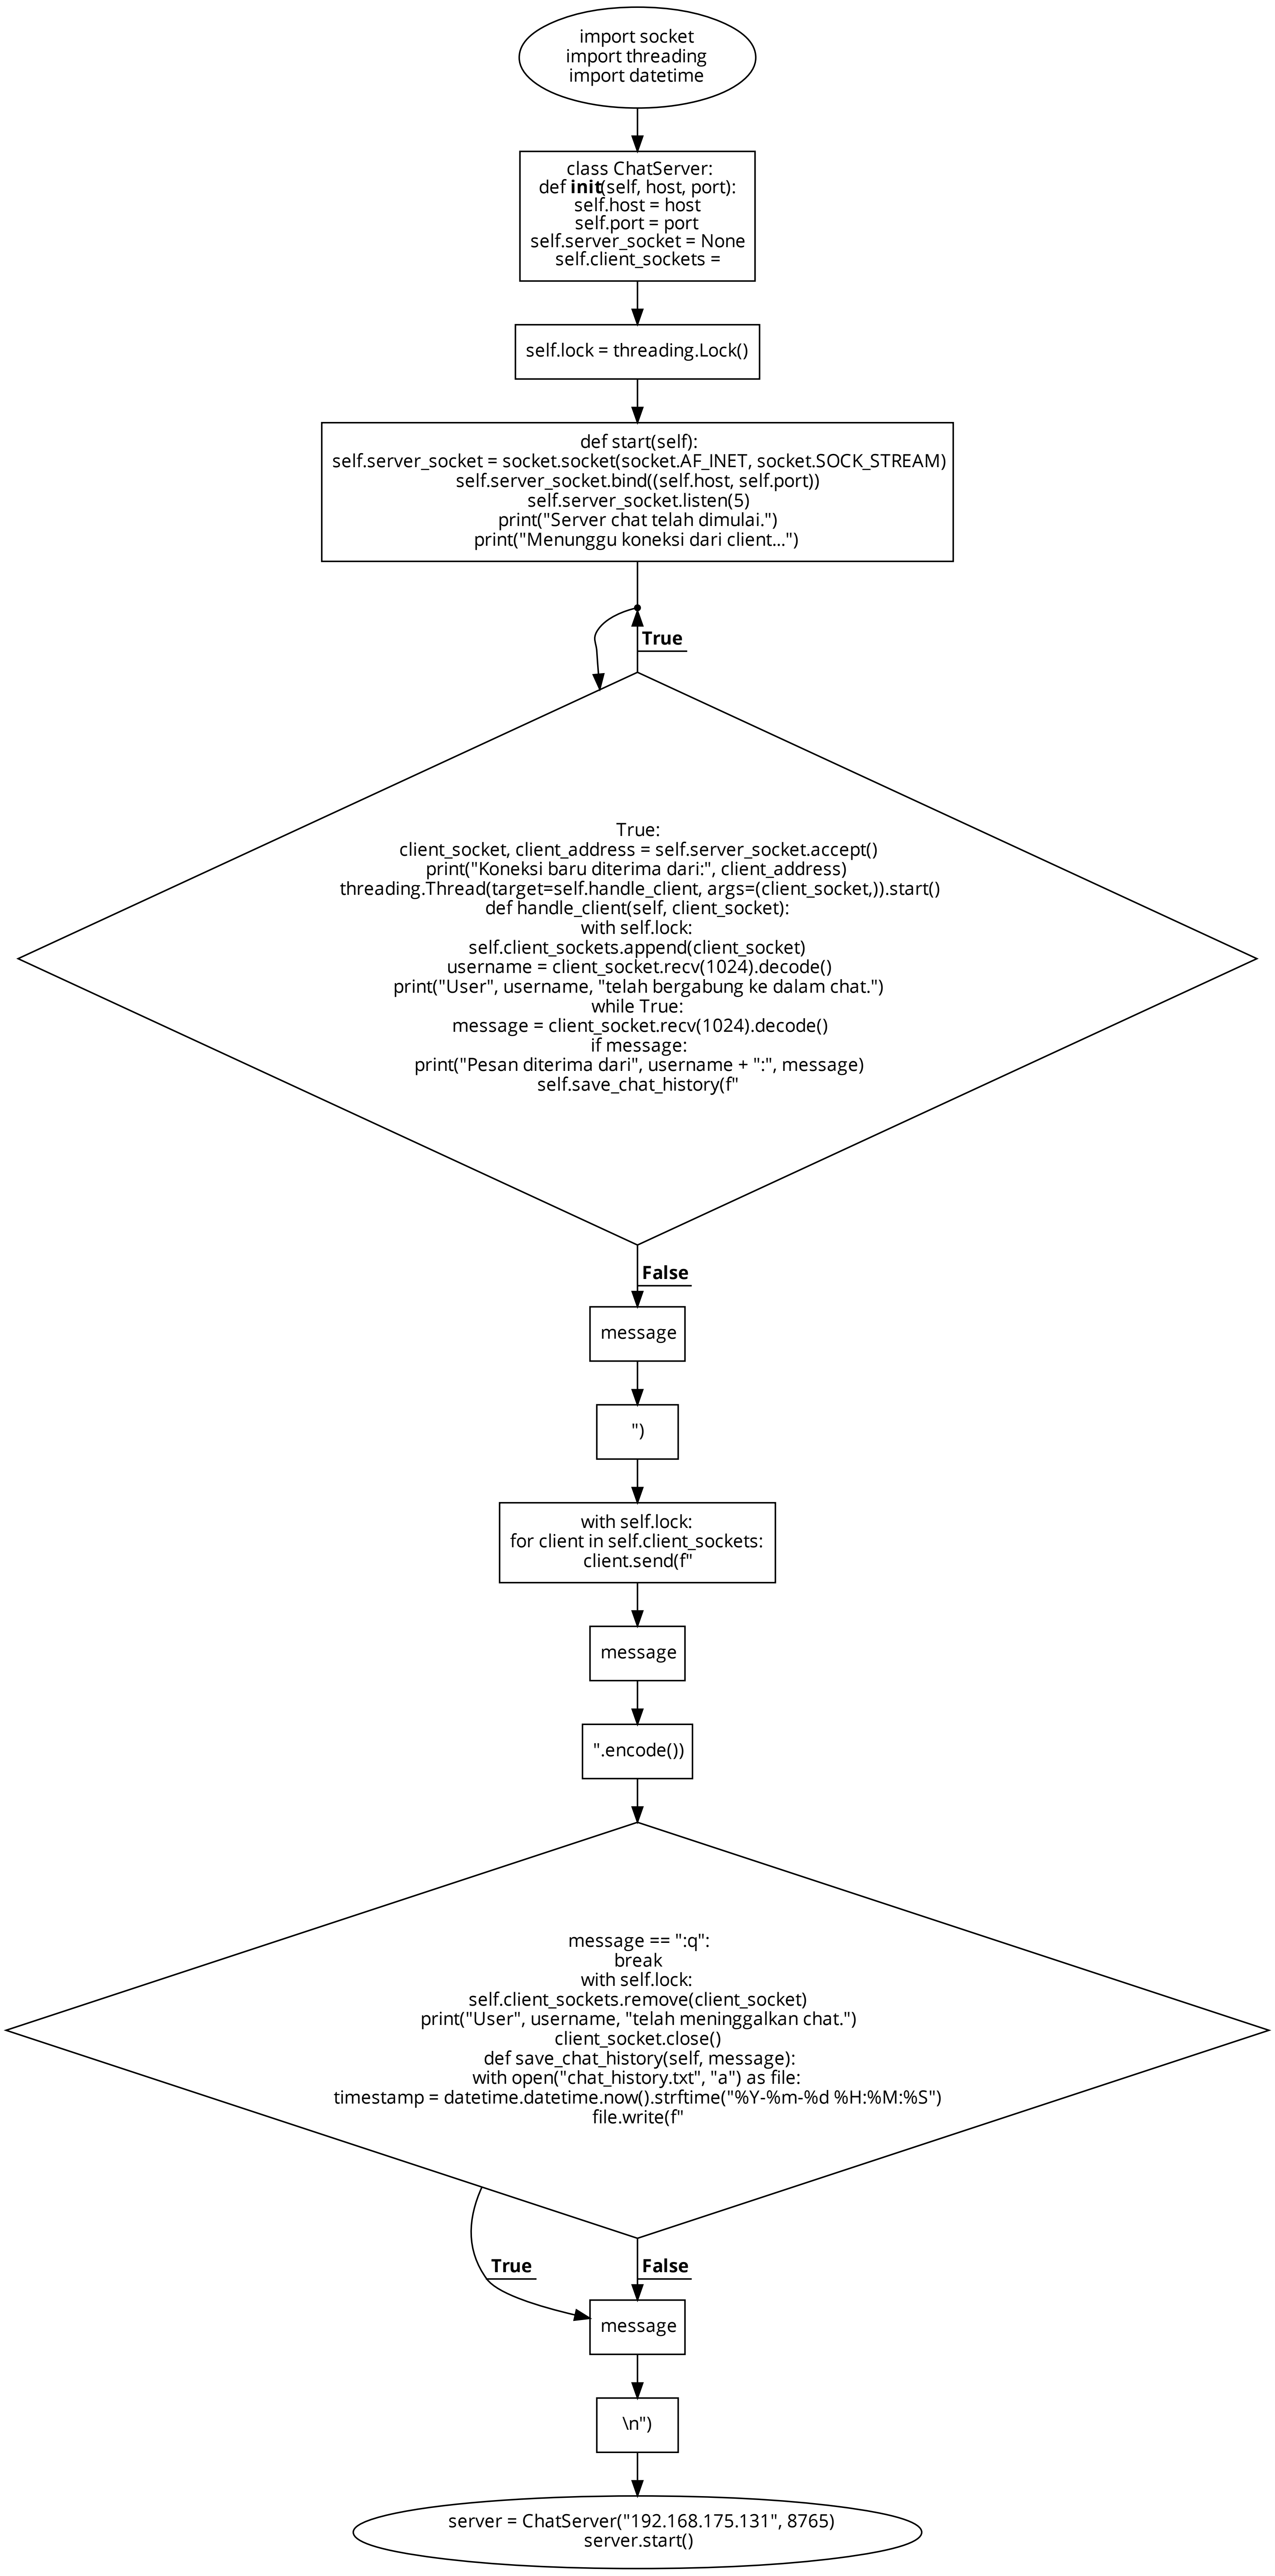 import socket
import threading
import datetime
class ChatServer:
def init(self, host, port):
self.host = host
self.port = port
self.server_socket = None
self.client_sockets =
self.lock = threading.Lock()
def start(self):
self.server_socket = socket.socket(socket.AF_INET, socket.SOCK_STREAM)
self.server_socket.bind((self.host, self.port))
self.server_socket.listen(5)
print("Server chat telah dimulai.")
print("Menunggu koneksi dari client...")
True
True:
client_socket, client_address = self.server_socket.accept()
print("Koneksi baru diterima dari:", client_address)
threading.Thread(target=self.handle_client, args=(client_socket,)).start()
def handle_client(self, client_socket):
with self.lock:
self.client_sockets.append(client_socket)
username = client_socket.recv(1024).decode()
print("User", username, "telah bergabung ke dalam chat.")
while True:
message = client_socket.recv(1024).decode()
if message:
print("Pesan diterima dari", username + ":", message)
self.save_chat_history(f"
False
message
")
with self.lock:
for client in self.client_sockets:
client.send(f"
message
".encode())
message == ":q":
break
with self.lock:
self.client_sockets.remove(client_socket)
print("User", username, "telah meninggalkan chat.")
client_socket.close()
def save_chat_history(self, message):
with open("chat_history.txt", "a") as file:
timestamp = datetime.datetime.now().strftime("%Y-%m-%d %H:%M:%S")
file.write(f"
True
False
message
\n")
server = ChatServer("192.168.175.131", 8765)
server.start()